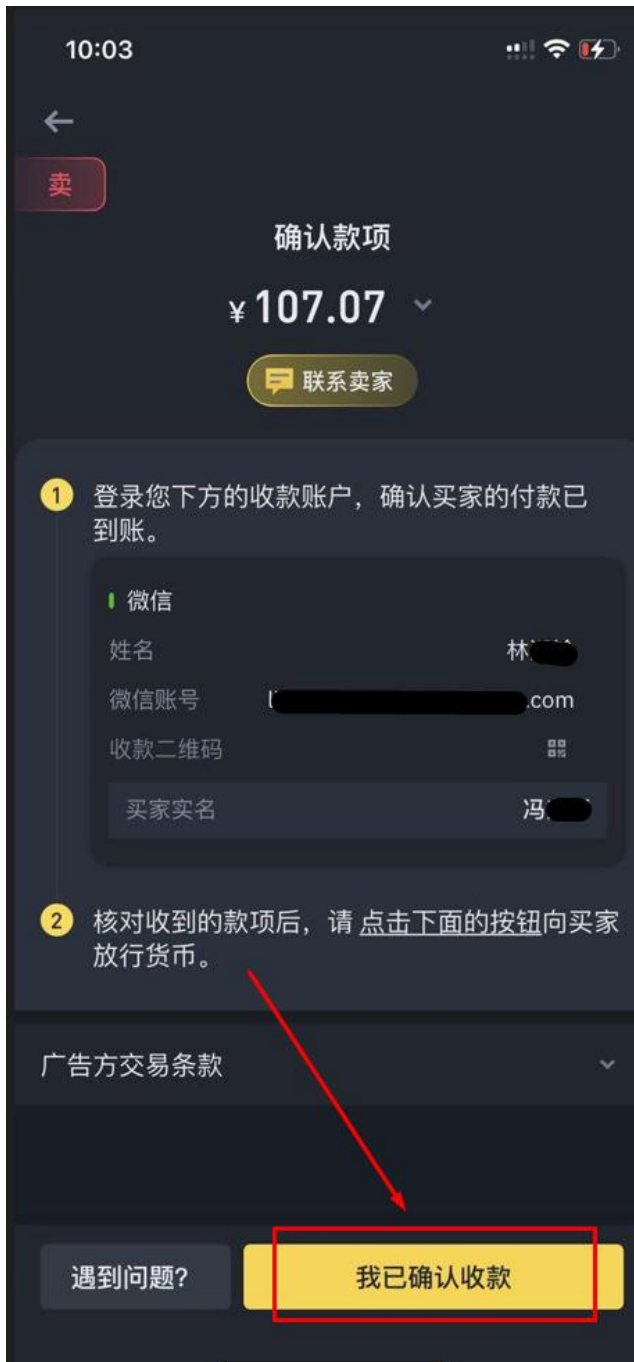 10:03
卖
确认款项
¥ 107.07
联系卖家
1 登录您下方的收款账户，确认买家的付款已
到账。
微信
姓名 林
微信账号 .com
收款二维码
买家实名 冯
2 核对收到的款项后，请 点击下面的按钮向买家
放行货币。
广告方交易条款
遇到问题?
我已确认收款